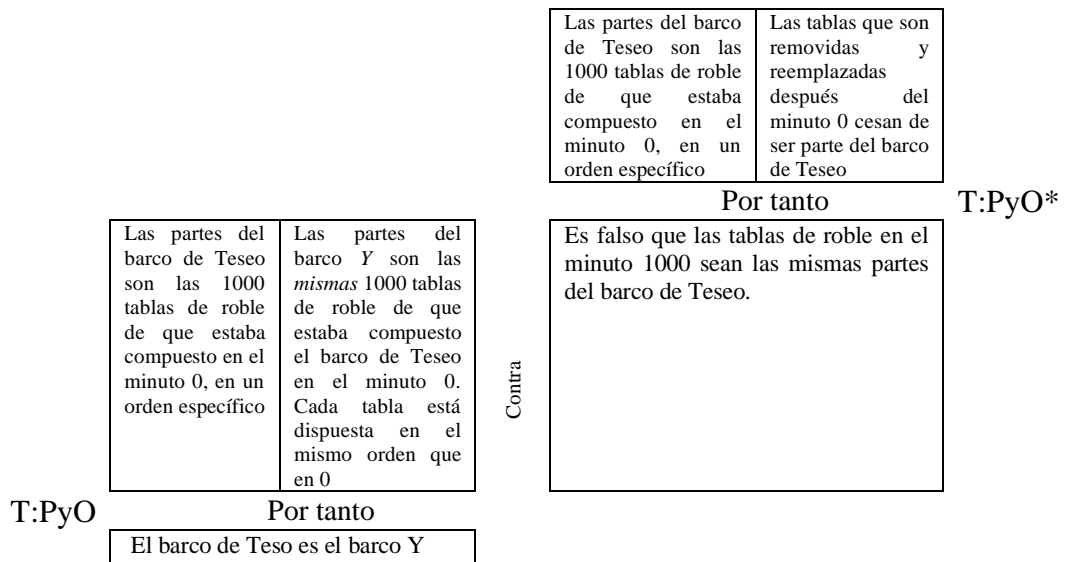 Las partes del barco
de Teseo son las
1000 tablas de roble
de que estaba
compuesto en el
minuto 0, en un
orden específico
Las tablas que son
removidas y
reemplazadas
después del
minuto 0 cesan de
ser parte del barco
de Teseo
Por tanto
T:PyO*
Es falso que las tablas de roble en el
minuto 1000 sean las mismas partes
del barco de Teseo.
Contra
Las partes del
barco de Teseo
son las 1000
tablas de roble
de que estaba
compuesto en el
minuto 0, en un
orden específico
Las partes del
barco Y son las
mismas 1000 tablas
de roble de que
estaba compuesto
el barco de Teseo
en el minuto 0.
Cada tabla está
dispuesta en el
mismo orden que
en 0
T:PyO
Por tanto
El barco de Teso es el barco Y